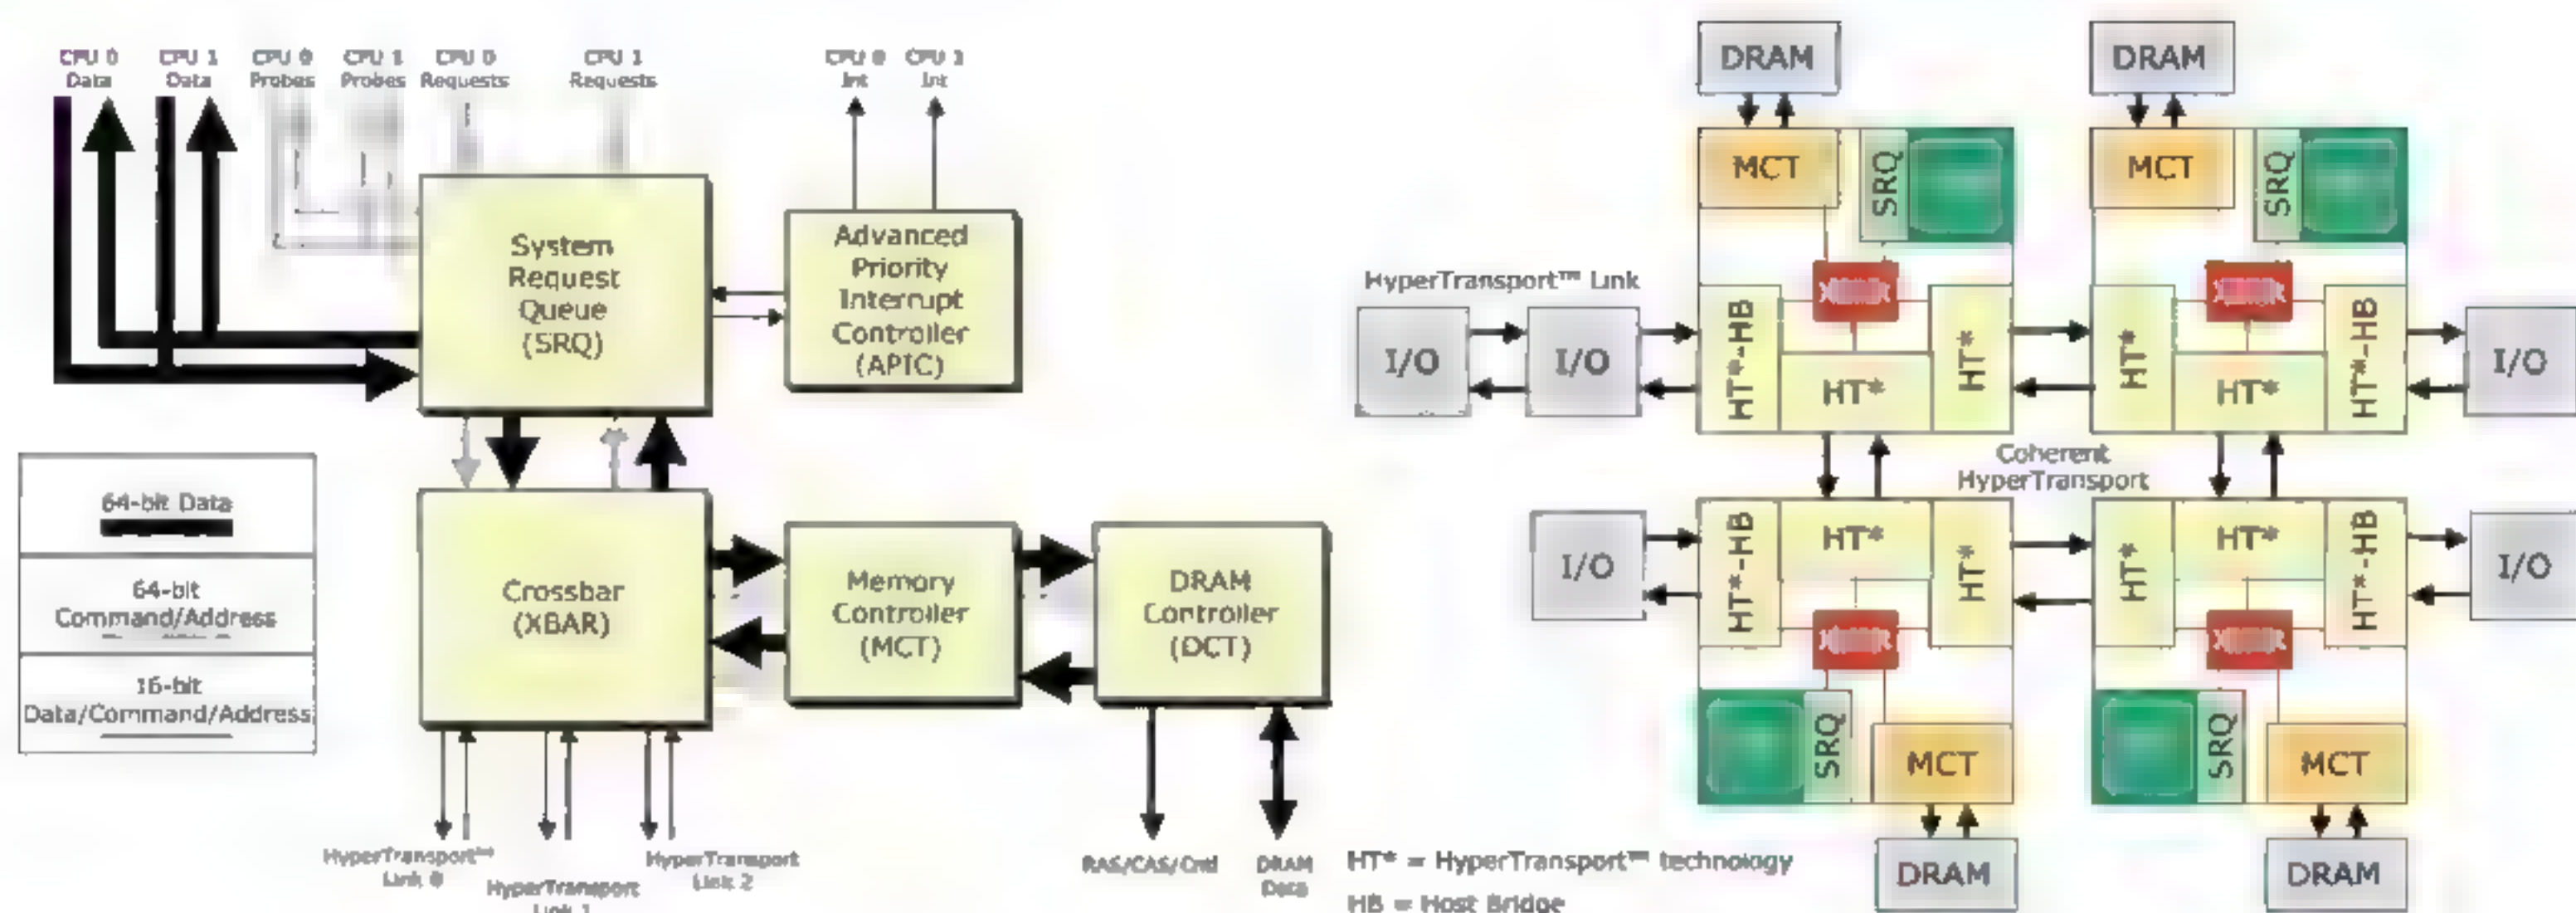 CPU 0
Data
CPU 1
Data
CPU 0
Probes
CPU 1
Probes
CPU 0
Requests
CPU 1
Requests
CPU 0
Int
CPU 1
Int
System
Request
Queue
(SRQ)
Advanced
Priority
Interrupt
Controller
(APIC)
64-bit Data
64-bit
Command/Address
16-bit
Data/Command/Address
Crossbar
(XBAR)
Memory
Controller
(MCT)
DRAM
Controller
(DCT)
HyperTransport™
Link 0
HyperTransport
Link 1
HyperTransport
Link 2
RAS/CAS/Cmd
DRAM
Data
DRAM
DRAM
MCT
SRQ
MCT
SRQ
HyperTransport™ Link
I/O
I/O
HT*-HB
HT*
HT*
HT*
HT*
HT*-HB
I/O
Coherent
HyperTransport
I/O
HT*-HB
HT*
HT*
HT*
HT*
HT*-HB
I/O
SRQ
MCT
SRQ
MCT
DRAM
DRAM
HT* = HyperTransport™ technology
HB = Host Bridge